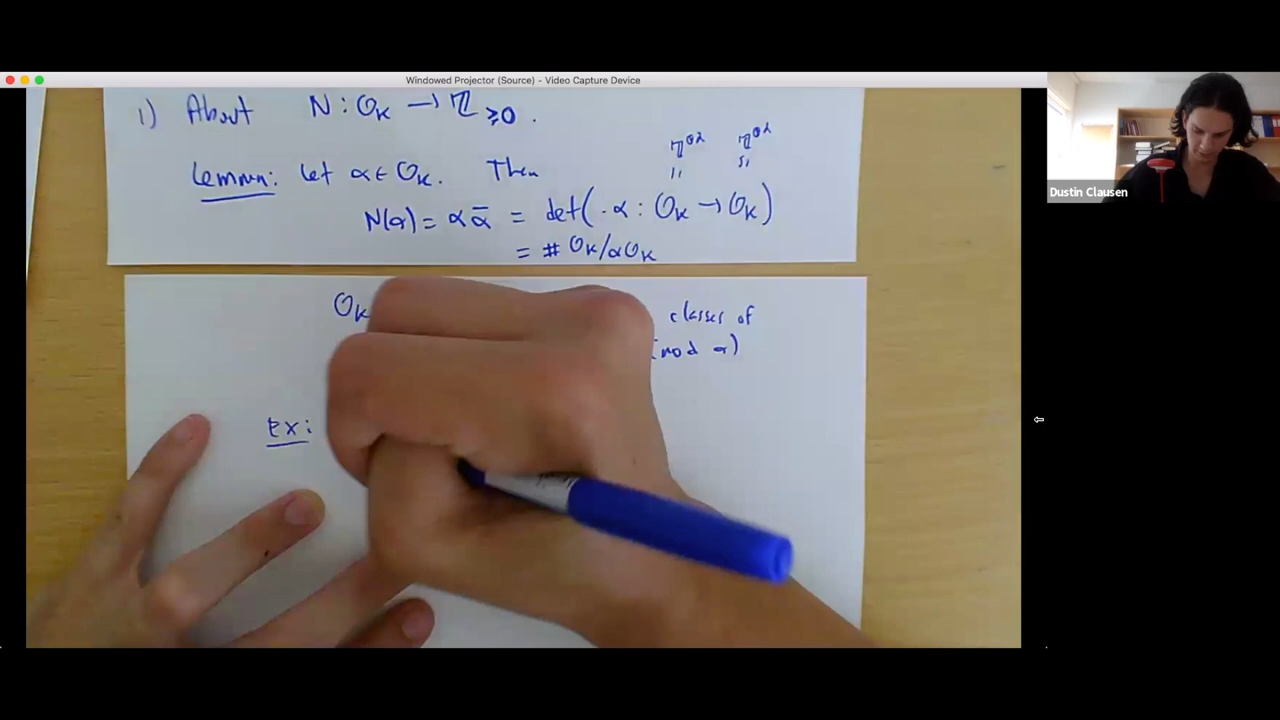 Windowed Projector (Source) - Video Capture Device
1) About N : O_K → ℤ_{≥0} .
ℤ^{⊕2} ℤ^{⊕2}
Lemma: Let α ∈ O_K. Then
N(α) = αᾱ = det(·α : O_K → O_K)
= # O_K/αO_K
O_K classes of
(mod α)
Ex:
Dustin Clausen